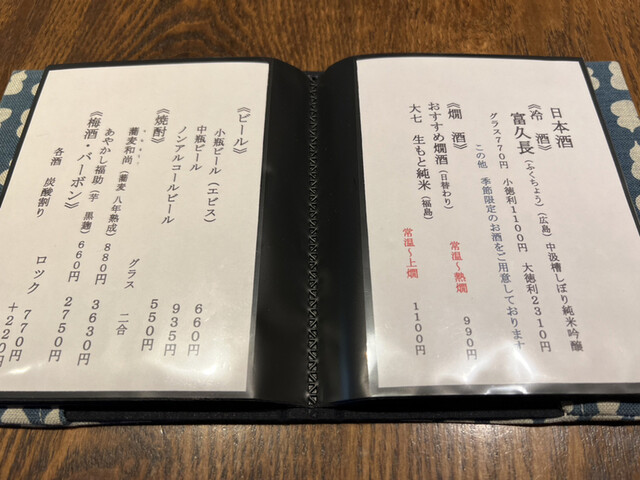 日本酒
《冷酒》
富久長(ふくちょう)(広島) 中汲槽しぼり純米吟醸
グラス770円 小徳利1100円 大徳利2310円
この他 季節限定のお酒をご用意しております
《燗酒》
おすすめ燗酒(日替わり) 常温〜熱燗 990円
大七 生もと純米(福島) 常温〜上燗 1100円
《ビール》
小瓶ビール(エビス) 660円
中瓶ビール 935円
ノンアルコールビール 550円
《焼酎》 グラス 二合
蕎麦和尚(蕎麦 八年熟成) 880円 3630円
あやかし福助(芋 黒麹) 660円 2750円
《梅酒・バーボン》 ロック 770円
各酒 炭酸割り +220円